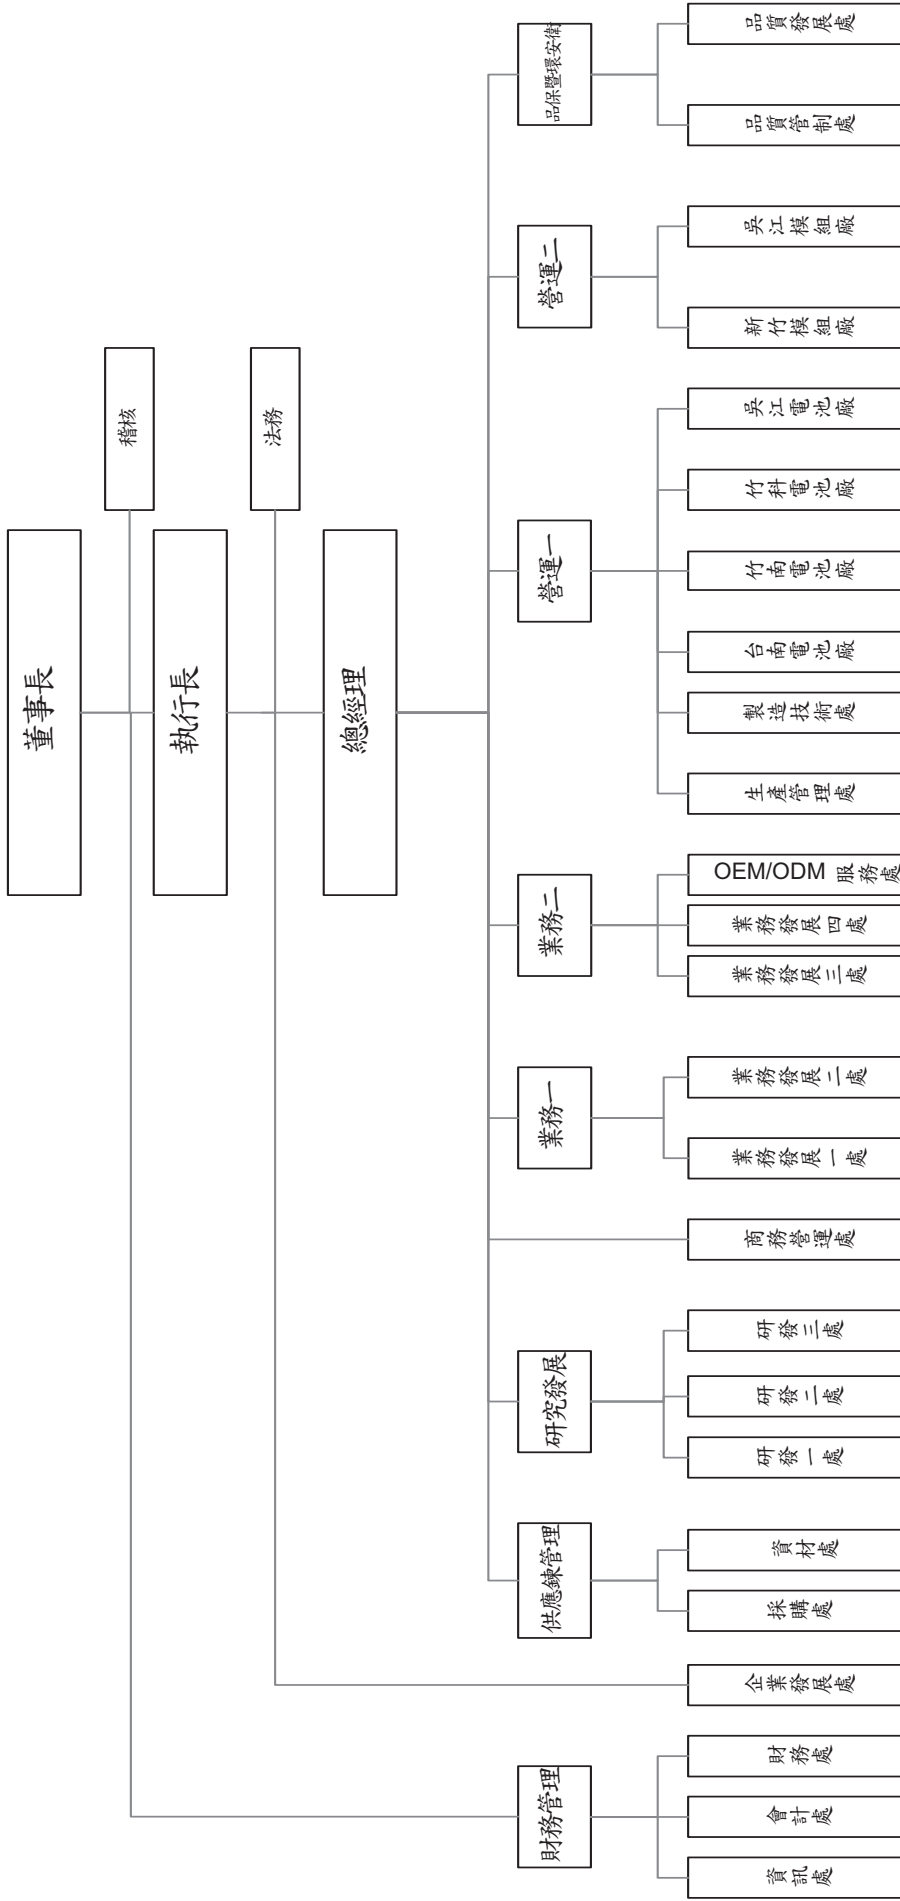 董事長
稽核
執行長
法務
總經理
財務管理
供應鍊管理
研究發展
業務一
業務二
營運一
營運二
品保暨環安衛
資訊處
會計處
財務處
企業發展處
採購處
資材處
研發一處
研發二處
研發三處
商務營運處
業務發展一處
業務發展二處
業務發展三處
業務發展四處
OEM/ODM 服務處
生產管理處
製造技術處
台南電池廠
竹南電池廠
竹科電池廠
吳江電池廠
新竹模組廠
吳江模組廠
品質管制處
品質發展處